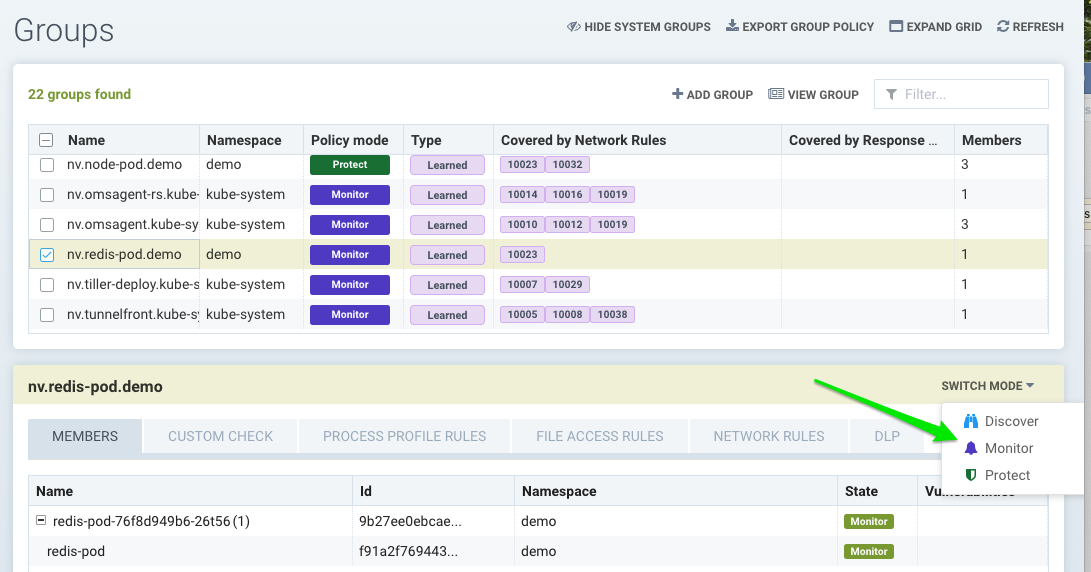 Groups
HIDE SYSTEM GROUPS EXPORT GROUP POLICY EXPAND GRID REFRESH
22 groups found
ADD GROUP VIEW GROUP Filter...
Name Namespace Policy mode Type Covered by Network Rules Covered by Response ... Members
nv.node-pod.demo demo Protect Learned 10023 10032 3
nv.omsagent-rs.kube- kube-system Monitor Learned 10014 10016 10019 1
nv.omsagent.kube-sy kube-system Monitor Learned 10010 10012 10019 3
nv.redis-pod.demo demo Monitor Learned 10023 1
nv.tiller-deploy.kube-s kube-system Monitor Learned 10007 10029 1
nv.tunnelfront.kube-sy kube-system Monitor Learned 10005 10008 10038 1
nv.redis-pod.demo SWITCH MODE
Discover
Monitor
Protect
MEMBERS CUSTOM CHECK PROCESS PROFILE RULES FILE ACCESS RULES NETWORK RULES DLP
Name Id Namespace State
redis-pod-76f8d949b6-26t56 (1) 9b27ee0ebcae... demo Monitor
redis-pod f91a2f769443... demo Monitor